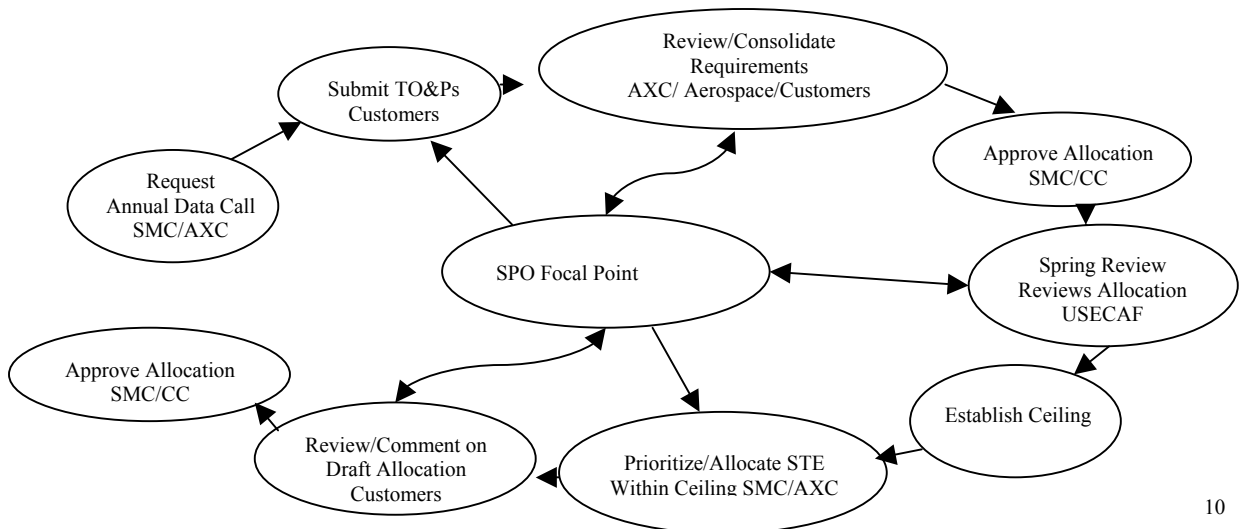 Review/Consolidate
Requirements
AXC/ Aerospace/Customers
Submit TO&Ps
Customers
Approve Allocation
SMC/CC
Request
Annual Data Call
SMC/AXC
SPO Focal Point
Spring Review
Reviews Allocation
USECAF
Approve Allocation
SMC/CC
Establish Ceiling
Review/Comment on
Draft Allocation
Customers
Prioritize/Allocate STE
Within Ceiling SMC/AXC
10